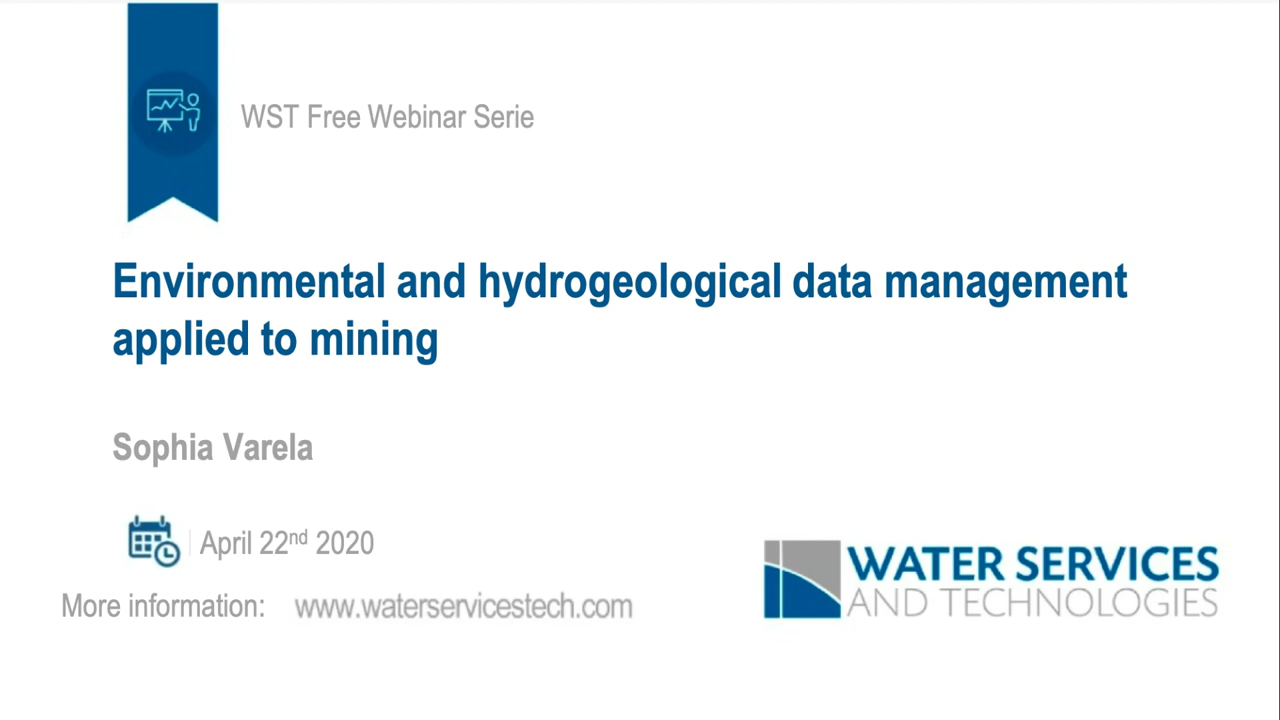 WST Free Webinar Serie
Environmental and hydrogeological data management
applied to mining
Sophia Varela
April 22nd 2020
More information: www.waterservicestech.com
WATER SERVICES
AND TECHNOLOGIES